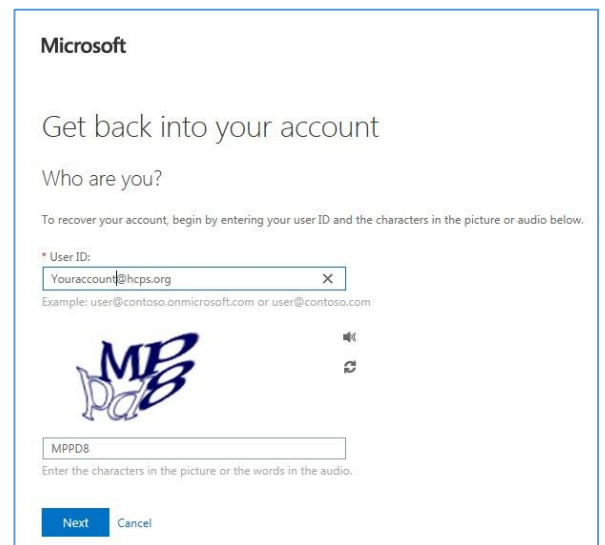 Microsoft
Get back into your account
Who are you?
To recover your account, begin by entering your user ID and the characters in the picture or audio below.
* User ID:
Youraccount@hcps.org
Example: user@contoso.onmicrosoft.com or user@contoso.com
MP
pd8
MPPD8
Enter the characters in the picture or the words in the audio.
Next Cancel